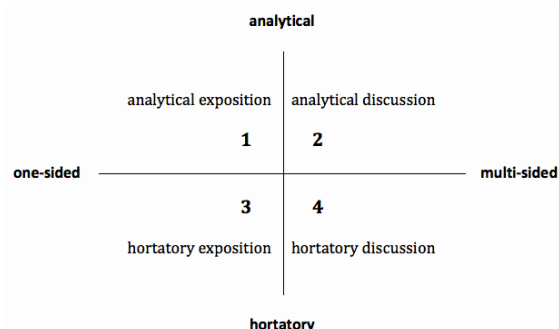 analytical
analytical exposition
analytical discussion
1
2
one-sided
multi-sided
3
4
hortatory exposition
hortatory discussion
hortatory